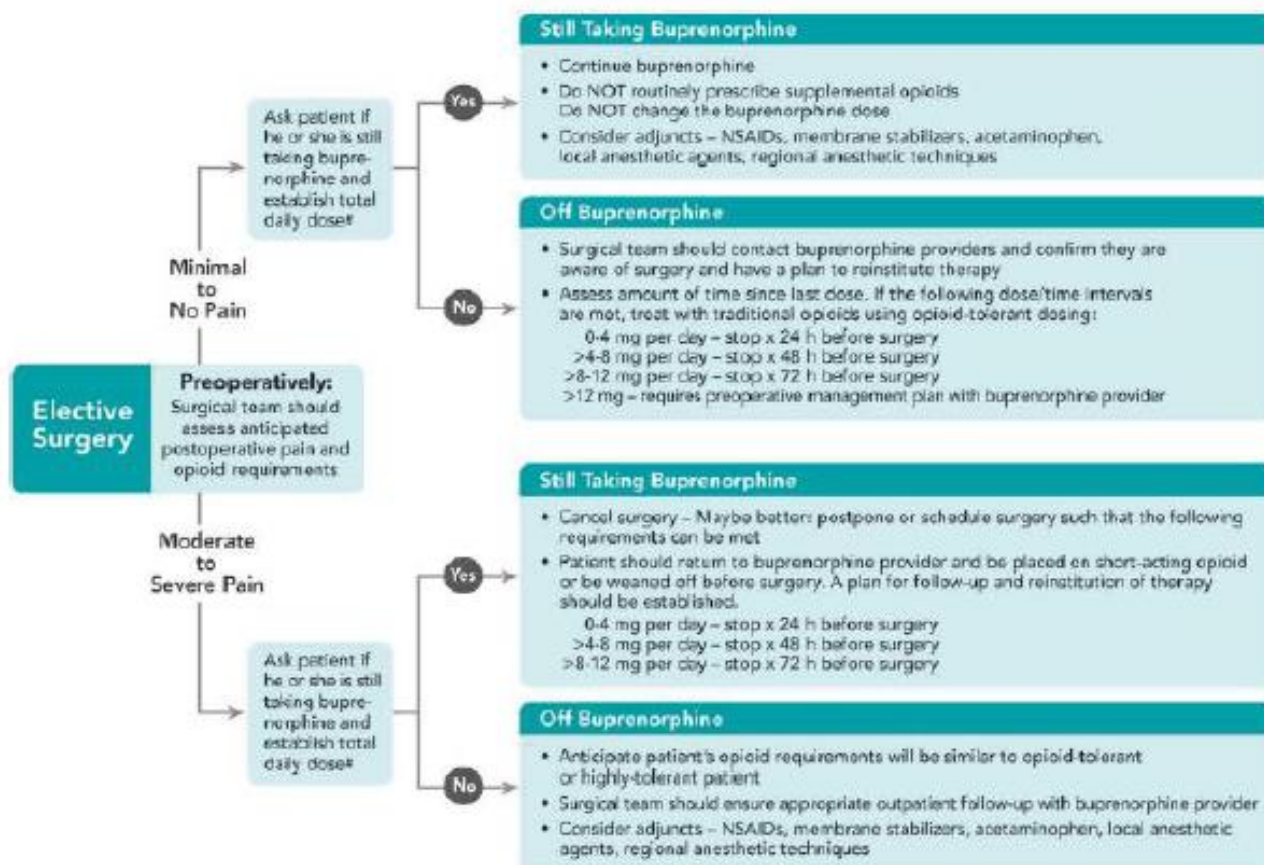 Elective
Surgery
Preoperatively:
Surgical team should
assess anticipated
postoperative pain and
opioid requirements
Minimal
to
No Pain
Ask patient if
he or she is still
taking bupre-
norphine and
establish total
daily dose#
Yes
Still Taking Buprenorphine
• Continue buprenorphine
• Do NOT routinely prescribe supplemental opioids
Do NOT change the buprenorphine dose
• Consider adjuncts – NSAIDs, membrane stabilizers, acetaminophen,
local anesthetic agents, regional anesthetic techniques
No
Off Buprenorphine
• Surgical team should contact buprenorphine providers and confirm they are
aware of surgery and have a plan to reinstitute therapy
• Assess amount of time since last dose. If the following dose/time intervals
are met, treat with traditional opioids using opioid-tolerant dosing:
0-4 mg per day – stop x 24 h before surgery
>4-8 mg per day – stop x 48 h before surgery
>8-12 mg per day – stop x 72 h before surgery
>12 mg – requires preoperative management plan with buprenorphine provider
Moderate
to
Severe Pain
Ask patient if
he or she is still
taking bupre-
norphine and
establish total
daily dose#
Yes
Still Taking Buprenorphine
• Cancel surgery – Maybe better: postpone or schedule surgery such that the following
requirements can be met
• Patient should return to buprenorphine provider and be placed on short-acting opioid
or be weaned off before surgery. A plan for follow-up and reinstitution of therapy
should be established.
0-4 mg per day – stop x 24 h before surgery
>4-8 mg per day – stop x 48 h before surgery
>8-12 mg per day – stop x 72 h before surgery
No
Off Buprenorphine
• Anticipate patient's opioid requirements will be similar to opioid-tolerant
or highly-tolerant patient
• Surgical team should ensure appropriate outpatient follow-up with buprenorphine provider
• Consider adjuncts – NSAIDs, membrane stabilizers, acetaminophen, local anesthetic
agents, regional anesthetic techniques